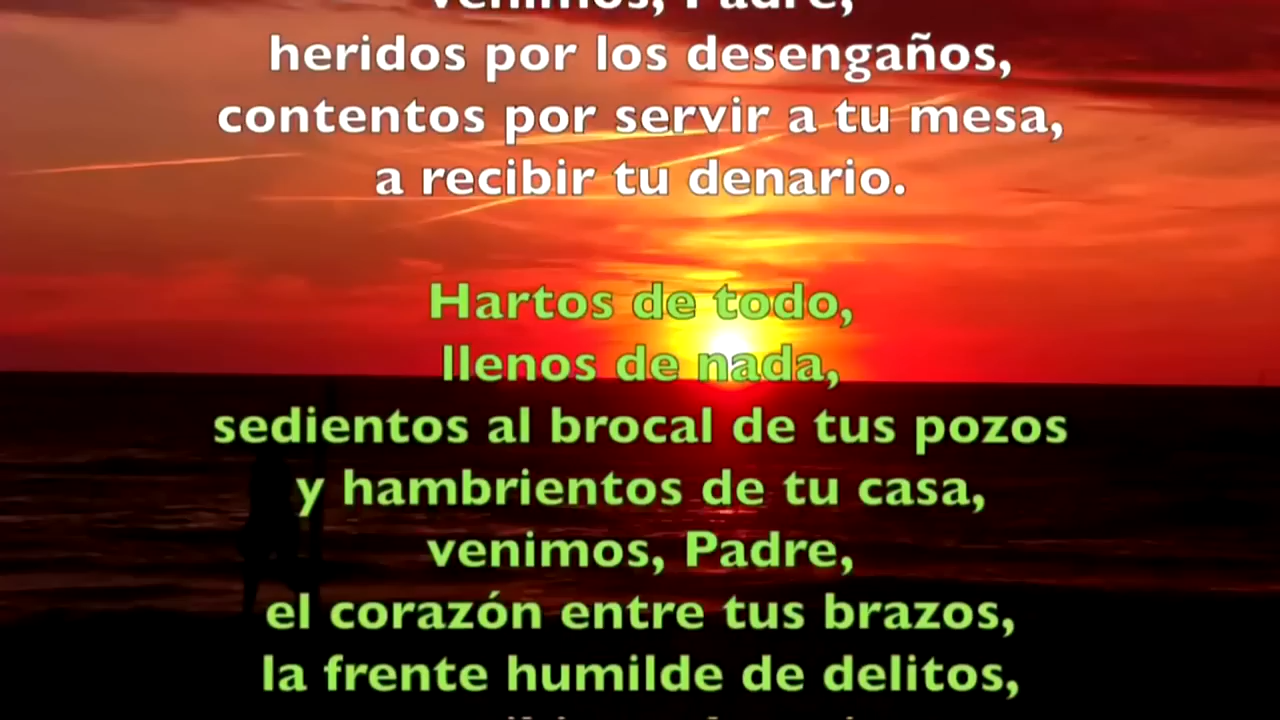 venimos, Padre,
heridos por los desengaños,
contentos por servir a tu mesa,
a recibir tu denario.
Hartos de todo,
llenos de nada,
sedientos al brocal de tus pozos
y hambrientos de tu casa,
venimos, Padre,
el corazón entre tus brazos,
la frente humilde de delitos,